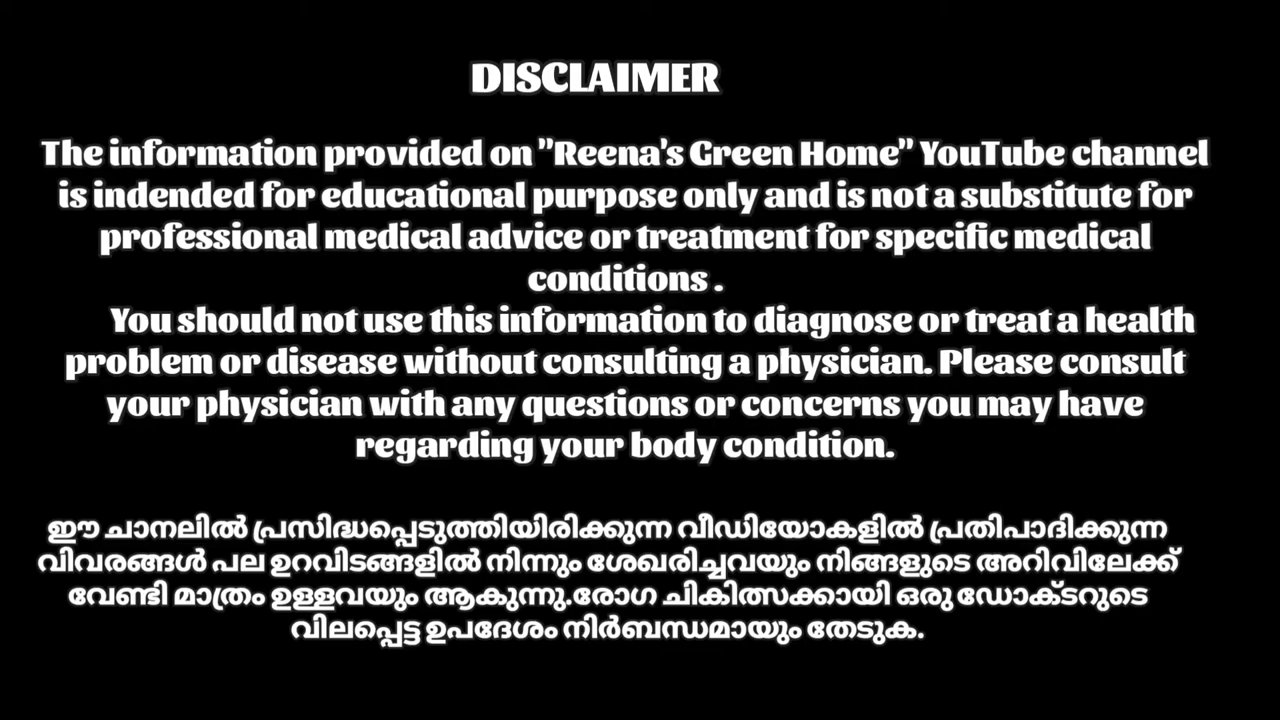 DISCLAIMER
The information provided on "Reena's Green Home" YouTube channel
is indended for educational purpose only and is not a substitute for
professional medical advice or treatment for specific medical
conditions .
You should not use this information to diagnose or treat a health
problem or disease without consulting a physician. Please consult
your physician with any questions or concerns you may have
regarding your body condition.
ഈ ചാനലിൽ പ്രസിദ്ധപ്പെടുത്തിയിരിക്കുന്ന വീഡിയോകളിൽ പ്രതിപാദിക്കുന്ന
വിവരങ്ങൾ പല ഉറവിടങ്ങളിൽ നിന്നും ശേഖരിച്ചവയും നിങ്ങളുടെ അറിവിലേക്ക്
വേണ്ടി മാത്രം ഉള്ളവയും ആകുന്നു.രോഗ ചികിത്സക്കായി ഒരു ഡോക്ടറുടെ
വിലപ്പെട്ട ഉപദേശം നിർബന്ധമായും തേടുക.